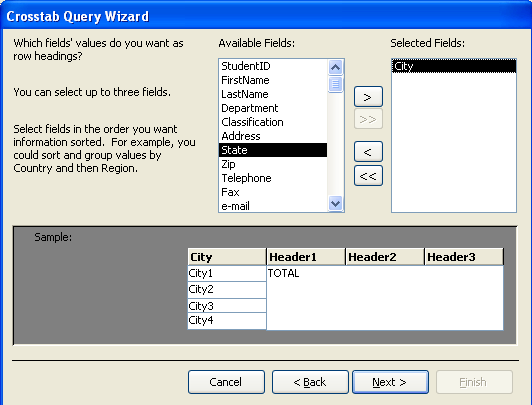 Crosstab Query Wizard
Which fields' values do you want as
row headings?
You can select up to three fields.
Select fields in the order you want
information sorted. For example, you
could sort and group values by
Country and then Region.
Available Fields:
StudentID
FirstName
LastName
Department
Classification
Address
State
Zip
Telephone
Fax
e-mail
>
>>
<
<<
Selected Fields:
City
Sample:
City Header1 Header2 Header3
City1 TOTAL
City2
City3
City4
Cancel < Back Next > Finish